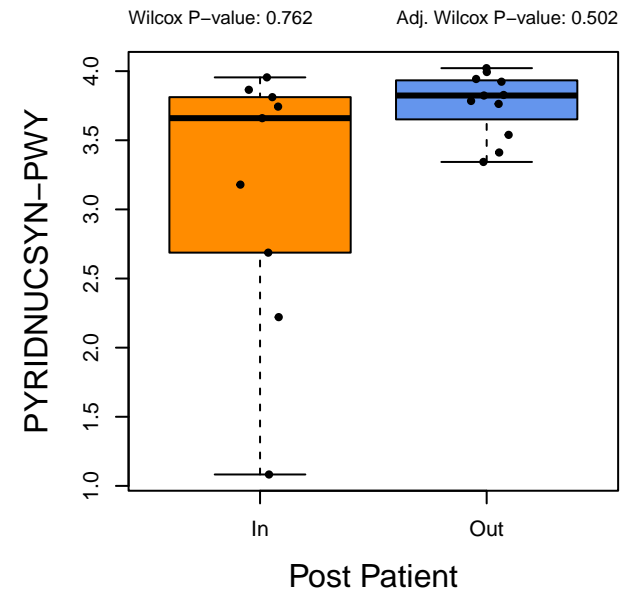 Wilcox P−value: 0.762
Adj. Wilcox P−value: 0.502
PYRIDNUCSYN−PWY
4.0
3.5
3.0
2.5
2.0
1.5
1.0
In
Out
Post Patient